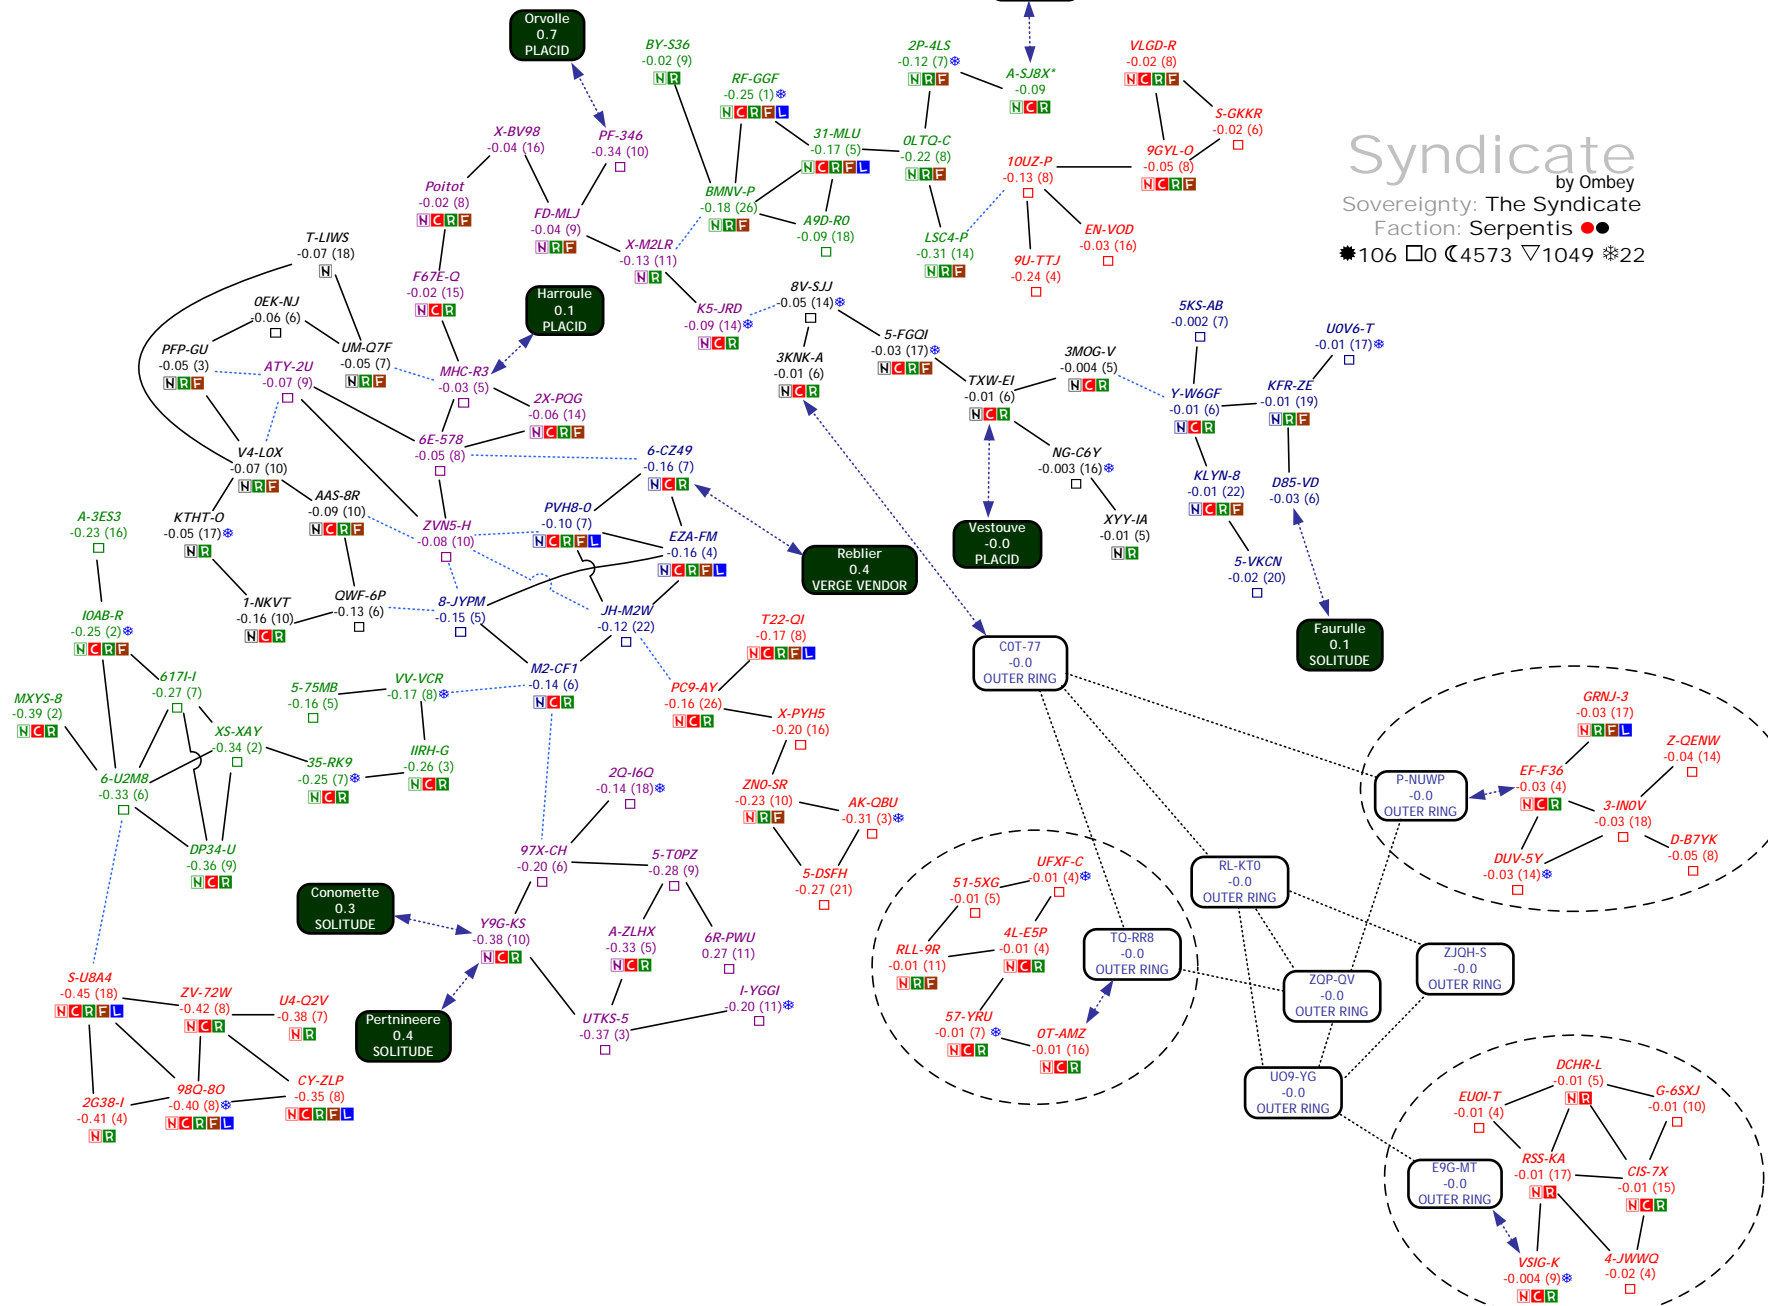 Syndicate
by Ombey
Sovereignty: The Syndicate
Faction: Serpentis
106 0 4573 1049 22
Orvolle
0.7
PLACID
BY-S36
-0.02 (9)
N R
RF-GGF
-0.25 (1)
N C R F L
2P-4LS
-0.12 (7)
N R F
A-SJ8X*
-0.09
N C R
VLGD-R
-0.02 (8)
N C R F
S-GKKR
-0.02 (6)
X-BV98
-0.04 (16)
PF-346
-0.34 (10)
31-MLU
-0.17 (5)
N C R F L
0LTQ-C
-0.22 (8)
N R F
10UZ-P
-0.13 (8)
9GYL-O
-0.05 (8)
N C R F
Poitot
-0.02 (8)
N C R F
FD-MLJ
-0.04 (9)
N R F
BMNV-P
-0.18 (26)
N R F
A9D-R0
-0.09 (18)
X-M2LR
-0.13 (11)
N R
LSC4-P
-0.31 (14)
N R F
EN-VOD
-0.03 (16)
9U-TTJ
-0.24 (4)
T-LIWS
-0.07 (18)
N
F67E-Q
-0.02 (15)
N C R
Harroule
0.1
PLACID
0EK-NJ
-0.06 (6)
K5-JRD
-0.09 (14)
N C R
8V-SJJ
-0.05 (14)
5KS-AB
-0.002 (7)
U0V6-T
-0.01 (17)
PFP-GU
-0.05 (3)
N R F
ATY-2U
-0.07 (9)
UM-Q7F
-0.05 (7)
N R F
MHC-R3
-0.03 (5)
3KNK-A
-0.01 (6)
N C R
5-FGQI
-0.03 (17)
N C R F
TXW-EI
-0.01 (6)
N C R
3MOG-V
-0.004 (5)
N C R
Y-W6GF
-0.01 (6)
N C R
KFR-ZE
-0.01 (19)
N R F
2X-PQG
-0.06 (14)
N C R F
6E-578
-0.05 (8)
V4-L0X
-0.07 (10)
N R F
6-CZ49
-0.16 (7)
N C R
NG-C6Y
-0.003 (16)
KLYN-8
-0.01 (22)
N C R F
D85-VD
-0.03 (6)
A-3ES3
-0.23 (16)
KTHT-O
-0.05 (17)
N R
AAS-8R
-0.09 (10)
N C R F
ZVN5-H
-0.08 (10)
PVH8-0
-0.10 (7)
N C R F L
EZA-FM
-0.16 (4)
N C R F L
Reblier
0.4
VERGE VENDOR
Vestouve
-0.0
PLACID
XYY-IA
-0.01 (5)
N R
5-VKCN
-0.02 (20)
I0AB-R
-0.25 (2)
N C R F
1-NKVT
-0.16 (10)
N C R
QWF-6P
-0.13 (6)
8-JYPM
-0.15 (5)
JH-M2W
-0.12 (22)
T22-QI
-0.17 (8)
N C R F L
C0T-77
-0.0
OUTER RING
Faurulle
0.1
SOLITUDE
MXYS-8
-0.39 (2)
N C R
617I-I
-0.27 (7)
5-75MB
-0.16 (5)
VV-VCR
-0.17 (8)
M2-CF1
-0.14 (6)
N C R
PC9-AY
-0.16 (26)
N C R
X-PYH5
-0.20 (16)
GRNJ-3
-0.03 (17)
N R F L
XS-XAY
-0.34 (2)
Z-QENW
-0.04 (14)
6-U2M8
-0.33 (6)
35-RK9
-0.25 (7)
N C R
IIRH-G
-0.26 (3)
N C R
2Q-I6Q
-0.14 (18)
ZN0-SR
-0.23 (10)
N R F
AK-QBU
-0.31 (3)
P-NUWP
-0.0
OUTER RING
EF-F36
-0.03 (4)
N C R
3-IN0V
-0.03 (18)
D-B7YK
-0.05 (8)
DUV-5Y
-0.03 (14)
DP34-U
-0.36 (9)
N C R
97X-CH
-0.20 (6)
5-T0PZ
-0.28 (9)
5-DSFH
-0.27 (21)
51-5XG
-0.01 (5)
UFXF-C
-0.01 (4)
RL-KT0
-0.0
OUTER RING
Conomette
0.3
SOLITUDE
Y9G-KS
-0.38 (10)
N C R
A-ZLHX
-0.33 (5)
N C R
6R-PWU
0.27 (11)
RLL-9R
-0.01 (11)
N R F
4L-E5P
-0.01 (4)
N C R
TQ-RR8
-0.0
OUTER RING
ZJQH-S
-0.0
OUTER RING
ZQP-QV
-0.0
OUTER RING
S-U8A4
-0.45 (18)
N C R F L
ZV-72W
-0.42 (8)
N C R
U4-Q2V
-0.38 (7)
N R
Pertnineere
0.4
SOLITUDE
UTKS-5
-0.37 (3)
I-YGGI
-0.20 (11)
57-YRU
-0.01 (7)
N C R
0T-AMZ
-0.01 (16)
N C R
UO9-YG
-0.0
OUTER RING
2G38-I
-0.41 (4)
N R
98Q-8O
-0.40 (8)
N C R F L
CY-ZLP
-0.35 (8)
N C R F L
DCHR-L
-0.01 (5)
N R
EU0I-T
-0.01 (4)
G-6SXJ
-0.01 (10)
E9G-MT
-0.0
OUTER RING
RSS-KA
-0.01 (17)
N R
CIS-7X
-0.01 (15)
N C R
VSIG-K
-0.004 (9)
N C R
4-JWWQ
-0.02 (4)